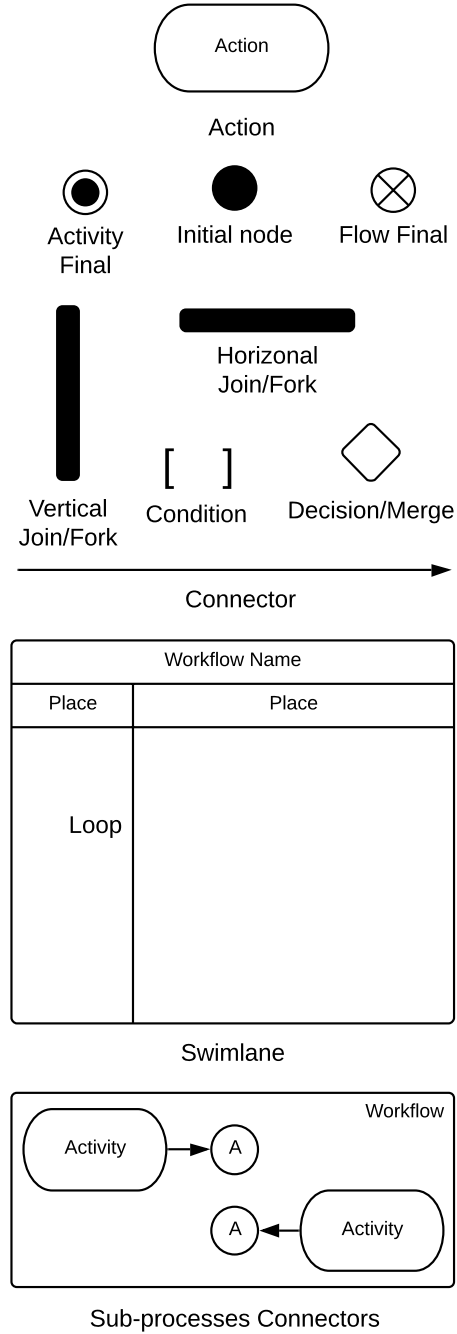 Action
Action
Activity
Final
Initial node
Flow Final
Horizonal
Join/Fork
Vertical
Join/Fork
[ ]
Condition
Decision/Merge
Connector
Workflow Name
Place
Place
Loop
Swimlane
Workflow
Activity
A
A
Activity
Sub-processes Connectors